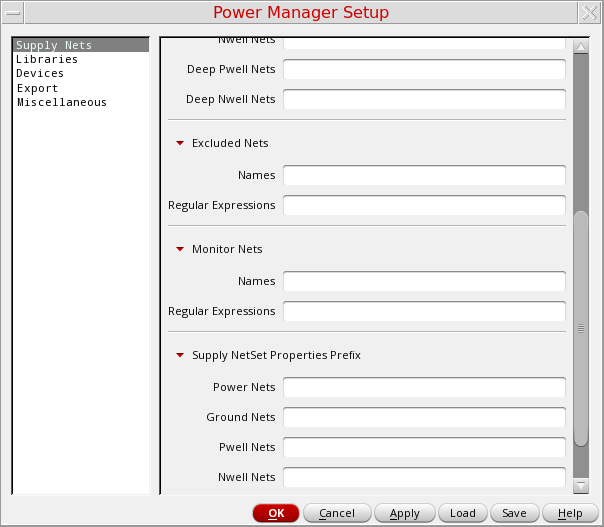 Power Manager Setup
Supply Nets
Libraries
Devices
Export
Miscellaneous
Nwell Nets
Deep Pwell Nets
Deep Nwell Nets
Excluded Nets
Names
Regular Expressions
Monitor Nets
Names
Regular Expressions
Supply NetSet Properties Prefix
Power Nets
Ground Nets
Pwell Nets
Nwell Nets
OK Cancel Apply Load Save Help